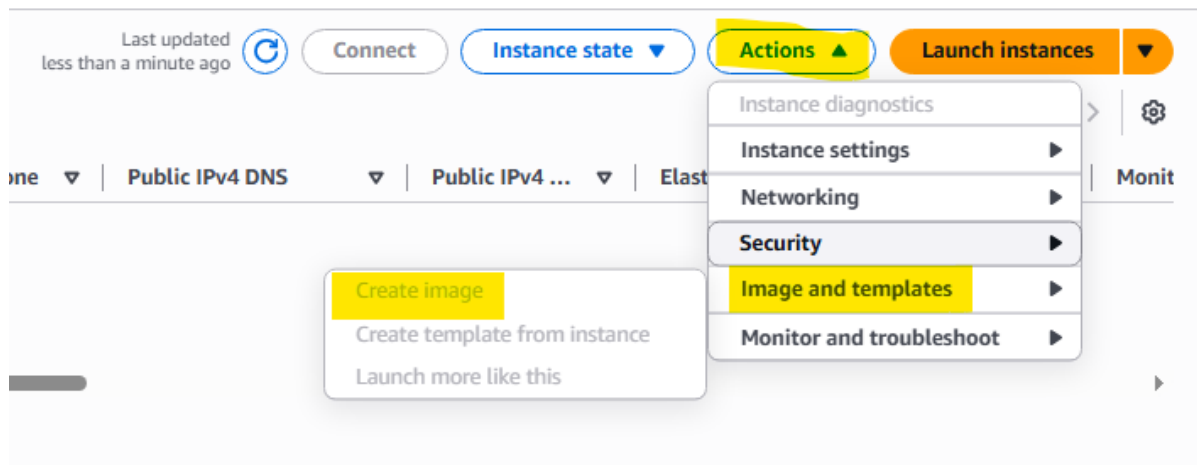 Last updated
less than a minute ago
Connect
Instance state
Actions
Launch instances
Instance diagnostics
Instance settings
one
Public IPv4 DNS
Public IPv4 ...
Elast
Monit
Networking
Security
Create image
Image and templates
Create template from instance
Monitor and troubleshoot
Launch more like this